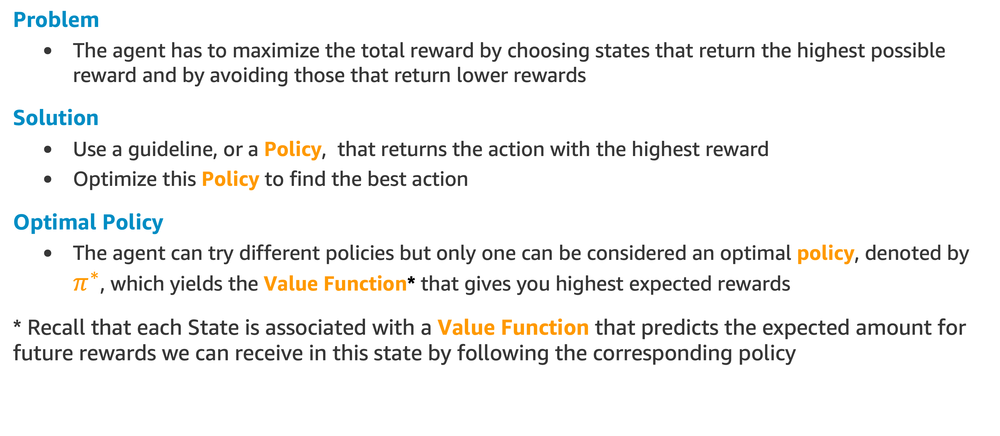 Problem
• The agent has to maximize the total reward by choosing states that return the highest possible
reward and by avoiding those that return lower rewards
Solution
• Use a guideline, or a Policy,  that returns the action with the highest reward
• Optimize this Policy to find the best action
Optimal Policy
• The agent can try different policies but only one can be considered an optimal policy, denoted by
π*, which yields the Value Function* that gives you highest expected rewards
* Recall that each State is associated with a Value Function that predicts the expected amount for
future rewards we can receive in this state by following the corresponding policy